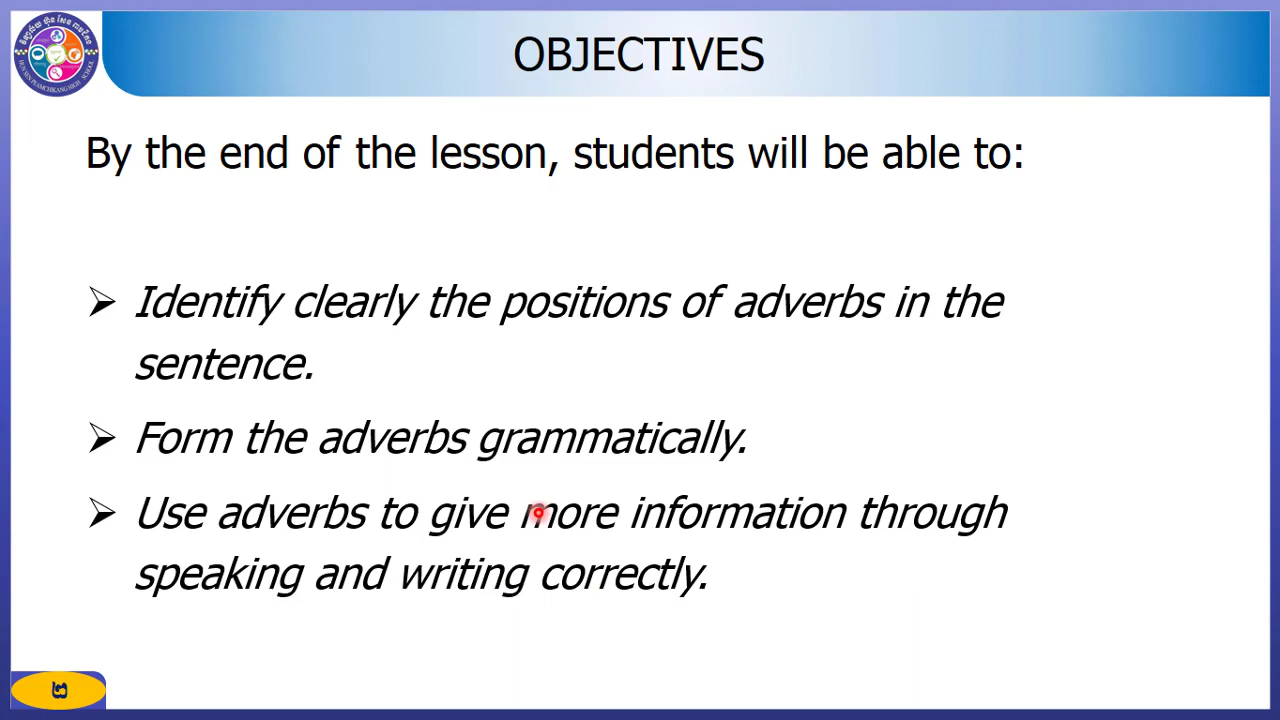 OBJECTIVES
By the end of the lesson, students will be able to:
Identify clearly the positions of adverbs in the
sentence.
Form the adverbs grammatically.
Use adverbs to give more information through
speaking and writing correctly.
២